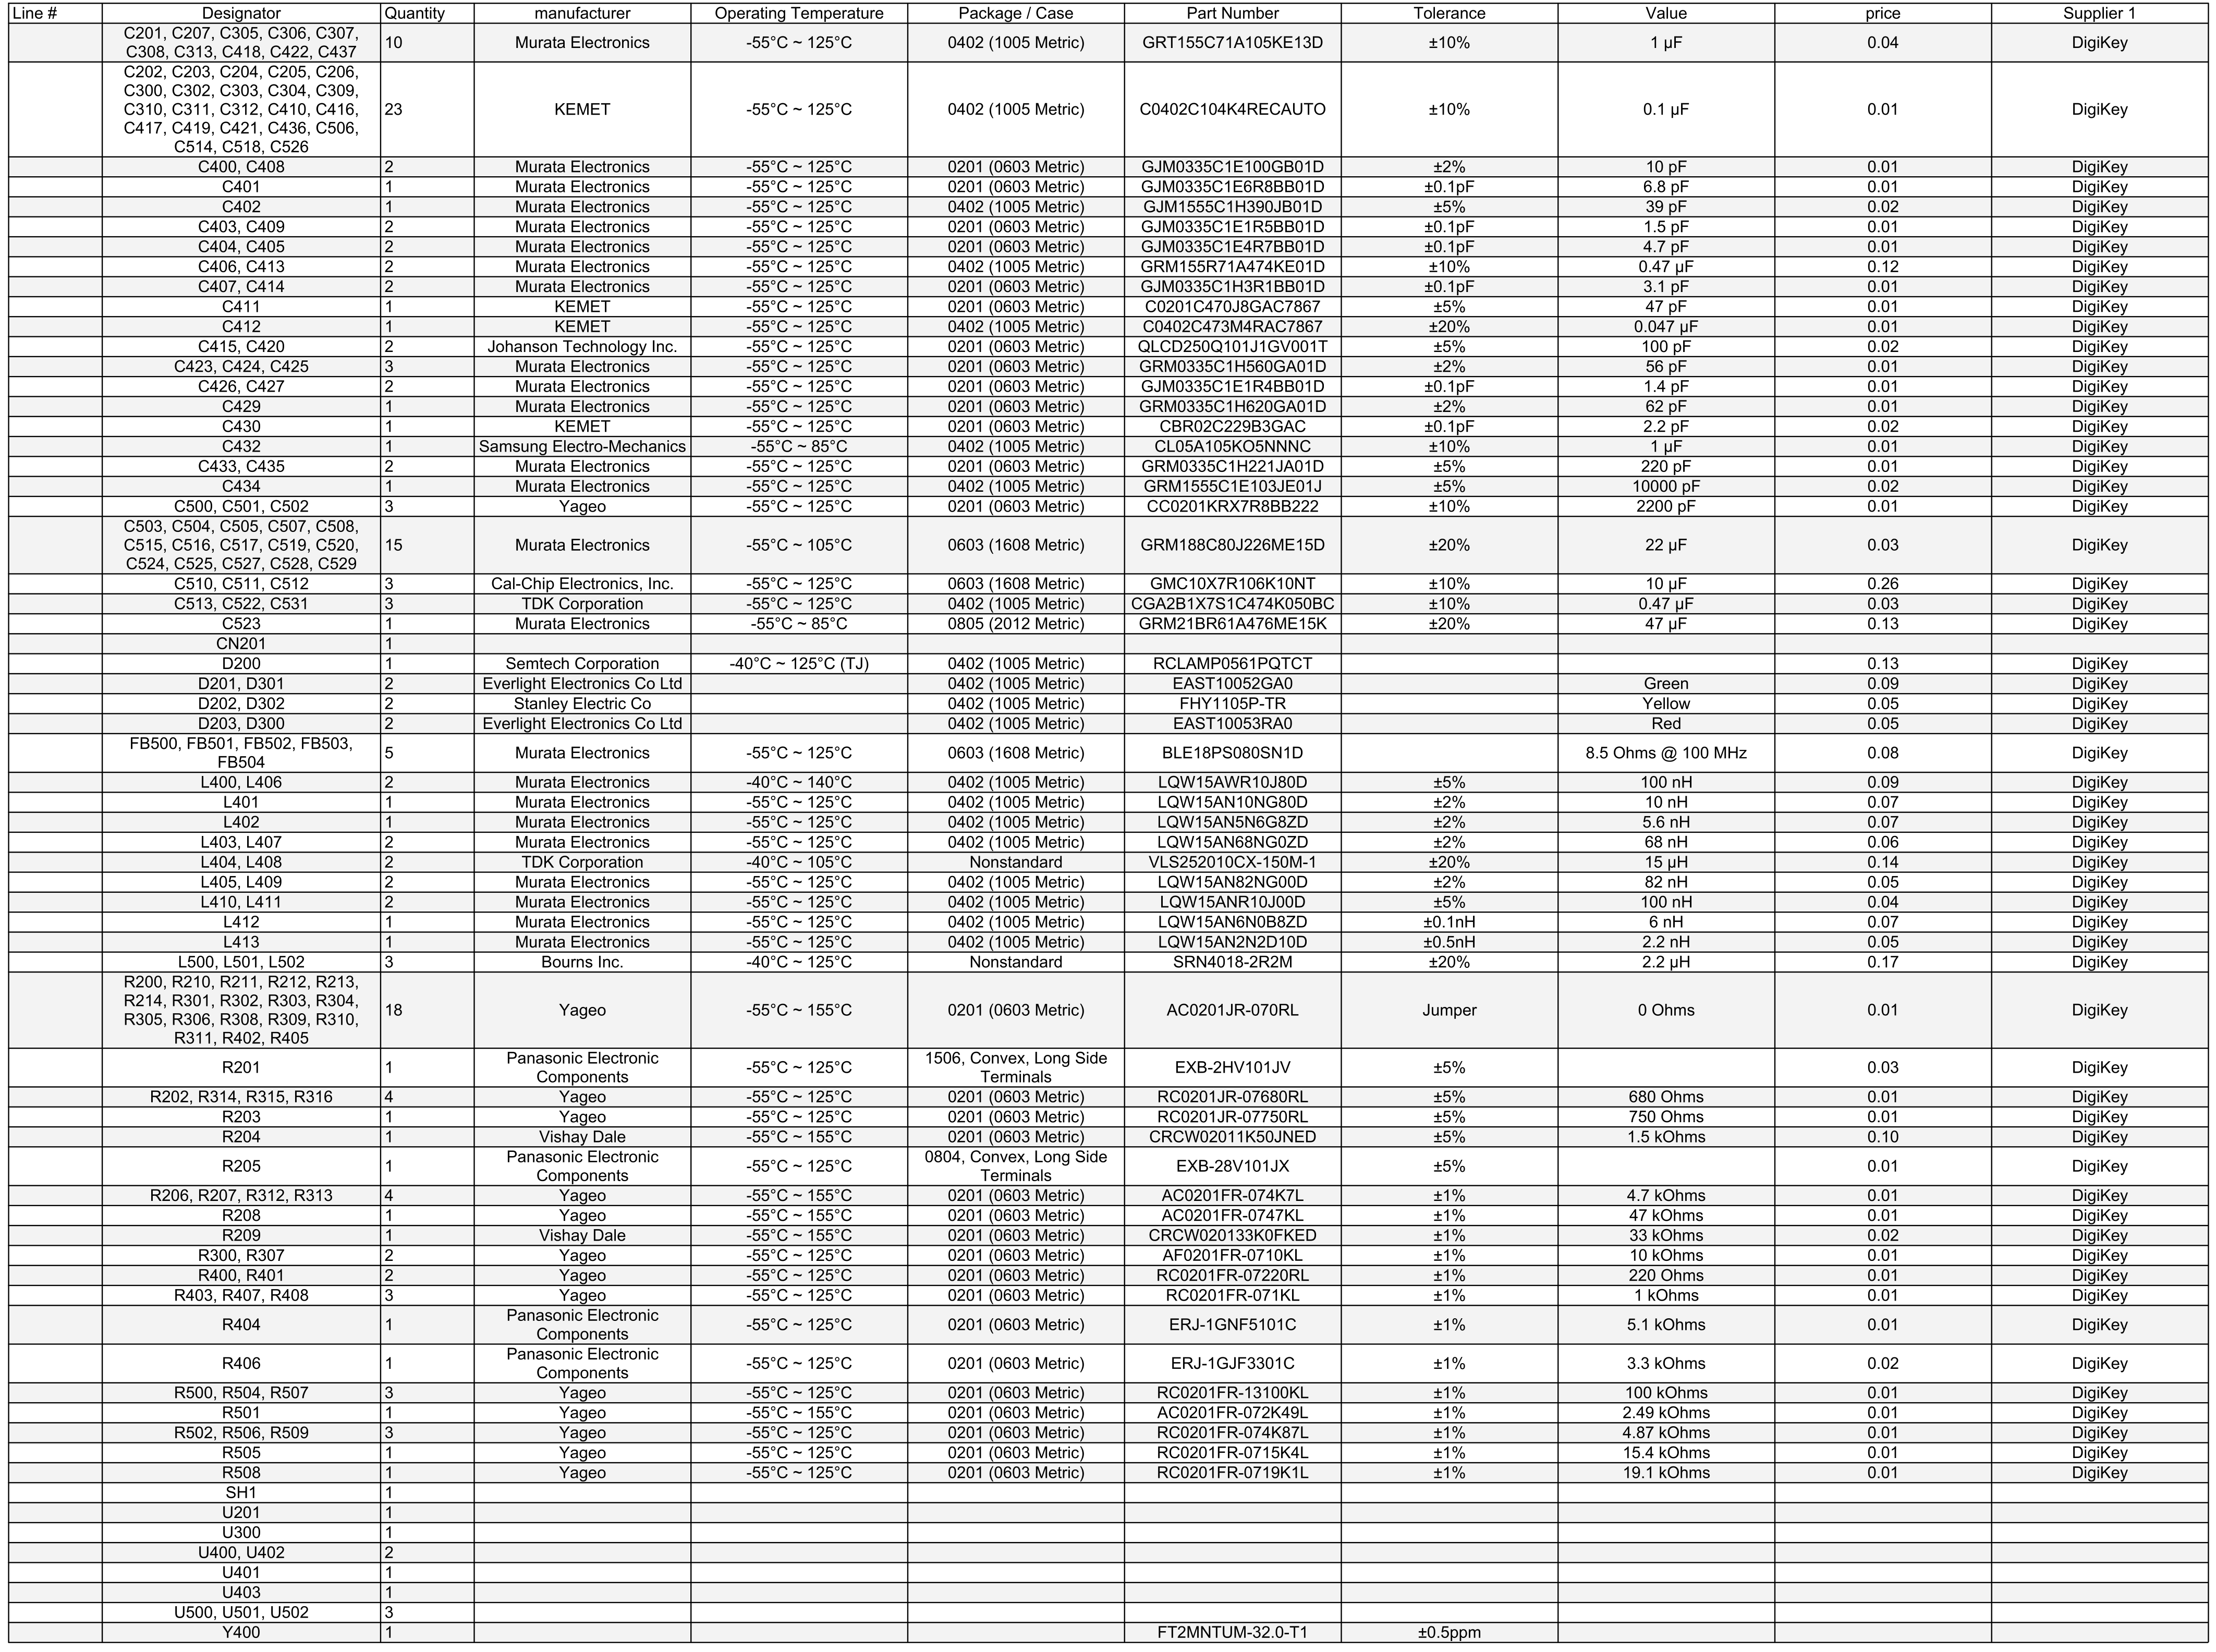 Line # Designator Quantity manufacturer Operating Temperature Package / Case Part Number Tolerance Value price Supplier 1
C201, C207, C305, C306, C307,
C308, C313, C418, C422, C437
10 Murata Electronics -55°C ~ 125°C 0402 (1005 Metric) GRT155C71A105KE13D ±10% 1 µF 0.04 DigiKey
C202, C203, C204, C205, C206,
C300, C302, C303, C304, C309,
C310, C311, C312, C410, C416,
C417, C419, C421, C436, C506,
C514, C518, C526
23 KEMET -55°C ~ 125°C 0402 (1005 Metric) C0402C104K4RECAUTO ±10% 0.1 µF 0.01 DigiKey
C400, C408 2 Murata Electronics -55°C ~ 125°C 0201 (0603 Metric) GJM0335C1E100GB01D ±2% 10 pF 0.01 DigiKey
C401 1 Murata Electronics -55°C ~ 125°C 0201 (0603 Metric) GJM0335C1E6R8BB01D ±0.1pF 6.8 pF 0.01 DigiKey
C402 1 Murata Electronics -55°C ~ 125°C 0402 (1005 Metric) GJM1555C1H390JB01D ±5% 39 pF 0.02 DigiKey
C403, C409 2 Murata Electronics -55°C ~ 125°C 0201 (0603 Metric) GJM0335C1E1R5BB01D ±0.1pF 1.5 pF 0.01 DigiKey
C404, C405 2 Murata Electronics -55°C ~ 125°C 0201 (0603 Metric) GJM0335C1E4R7BB01D ±0.1pF 4.7 pF 0.01 DigiKey
C406, C413 2 Murata Electronics -55°C ~ 125°C 0402 (1005 Metric) GRM155R71A474KE01D ±10% 0.47 µF 0.12 DigiKey
C407, C414 2 Murata Electronics -55°C ~ 125°C 0201 (0603 Metric) GJM0335C1H3R1BB01D ±0.1pF 3.1 pF 0.01 DigiKey
C411 1 KEMET -55°C ~ 125°C 0201 (0603 Metric) C0201C470J8GAC7867 ±5% 47 pF 0.01 DigiKey
C412 1 KEMET -55°C ~ 125°C 0402 (1005 Metric) C0402C473M4RAC7867 ±20% 0.047 µF 0.01 DigiKey
C415, C420 2 Johanson Technology Inc. -55°C ~ 125°C 0201 (0603 Metric) QLCD250Q101J1GV001T ±5% 100 pF 0.02 DigiKey
C423, C424, C425 3 Murata Electronics -55°C ~ 125°C 0201 (0603 Metric) GRM0335C1H560GA01D ±2% 56 pF 0.01 DigiKey
C426, C427 2 Murata Electronics -55°C ~ 125°C 0201 (0603 Metric) GJM0335C1E1R4BB01D ±0.1pF 1.4 pF 0.01 DigiKey
C429 1 Murata Electronics -55°C ~ 125°C 0201 (0603 Metric) GRM0335C1H620GA01D ±2% 62 pF 0.01 DigiKey
C430 1 KEMET -55°C ~ 125°C 0201 (0603 Metric) CBR02C229B3GAC ±0.1pF 2.2 pF 0.02 DigiKey
C432 1 Samsung Electro-Mechanics -55°C ~ 85°C 0402 (1005 Metric) CL05A105KO5NNNC ±10% 1 µF 0.01 DigiKey
C433, C435 2 Murata Electronics -55°C ~ 125°C 0201 (0603 Metric) GRM0335C1H221JA01D ±5% 220 pF 0.01 DigiKey
C434 1 Murata Electronics -55°C ~ 125°C 0402 (1005 Metric) GRM1555C1E103JE01J ±5% 10000 pF 0.02 DigiKey
C500, C501, C502 3 Yageo -55°C ~ 125°C 0201 (0603 Metric) CC0201KRX7R8BB222 ±10% 2200 pF 0.01 DigiKey
C503, C504, C505, C507, C508,
C515, C516, C517, C519, C520,
C524, C525, C527, C528, C529
15 Murata Electronics -55°C ~ 105°C 0603 (1608 Metric) GRM188C80J226ME15D ±20% 22 µF 0.03 DigiKey
C510, C511, C512 3 Cal-Chip Electronics, Inc. -55°C ~ 125°C 0603 (1608 Metric) GMC10X7R106K10NT ±10% 10 µF 0.26 DigiKey
C513, C522, C531 3 TDK Corporation -55°C ~ 125°C 0402 (1005 Metric) CGA2B1X7S1C474K050BC ±10% 0.47 µF 0.03 DigiKey
C523 1 Murata Electronics -55°C ~ 85°C 0805 (2012 Metric) GRM21BR61A476ME15K ±20% 47 µF 0.13 DigiKey
CN201 1
D200 1 Semtech Corporation -40°C ~ 125°C (TJ) 0402 (1005 Metric) RCLAMP0561PQTCT 0.13 DigiKey
D201, D301 2 Everlight Electronics Co Ltd 0402 (1005 Metric) EAST10052GA0 Green 0.09 DigiKey
D202, D302 2 Stanley Electric Co 0402 (1005 Metric) FHY1105P-TR Yellow 0.05 DigiKey
D203, D300 2 Everlight Electronics Co Ltd 0402 (1005 Metric) EAST10053RA0 Red 0.05 DigiKey
FB500, FB501, FB502, FB503,
FB504
5 Murata Electronics -55°C ~ 125°C 0603 (1608 Metric) BLE18PS080SN1D 8.5 Ohms @ 100 MHz 0.08 DigiKey
L400, L406 2 Murata Electronics -40°C ~ 140°C 0402 (1005 Metric) LQW15AWR10J80D ±5% 100 nH 0.09 DigiKey
L401 1 Murata Electronics -55°C ~ 125°C 0402 (1005 Metric) LQW15AN10NG80D ±2% 10 nH 0.07 DigiKey
L402 1 Murata Electronics -55°C ~ 125°C 0402 (1005 Metric) LQW15AN5N6G8ZD ±2% 5.6 nH 0.07 DigiKey
L403, L407 2 Murata Electronics -55°C ~ 125°C 0402 (1005 Metric) LQW15AN68NG0ZD ±2% 68 nH 0.06 DigiKey
L404, L408 2 TDK Corporation -40°C ~ 105°C Nonstandard VLS252010CX-150M-1 ±20% 15 µH 0.14 DigiKey
L405, L409 2 Murata Electronics -55°C ~ 125°C 0402 (1005 Metric) LQW15AN82NG00D ±2% 82 nH 0.05 DigiKey
L410, L411 2 Murata Electronics -55°C ~ 125°C 0402 (1005 Metric) LQW15ANR10J00D ±5% 100 nH 0.04 DigiKey
L412 1 Murata Electronics -55°C ~ 125°C 0402 (1005 Metric) LQW15AN6N0B8ZD ±0.1nH 6 nH 0.07 DigiKey
L413 1 Murata Electronics -55°C ~ 125°C 0402 (1005 Metric) LQW15AN2N2D10D ±0.5nH 2.2 nH 0.05 DigiKey
L500, L501, L502 3 Bourns Inc. -40°C ~ 125°C Nonstandard SRN4018-2R2M ±20% 2.2 µH 0.17 DigiKey
R200, R210, R211, R212, R213,
R214, R301, R302, R303, R304,
R305, R306, R308, R309, R310,
R311, R402, R405
18 Yageo -55°C ~ 155°C 0201 (0603 Metric) AC0201JR-070RL Jumper 0 Ohms 0.01 DigiKey
R201 1 Panasonic Electronic
Components
-55°C ~ 125°C 1506, Convex, Long Side
Terminals
EXB-2HV101JV ±5% 0.03 DigiKey
R202, R314, R315, R316 4 Yageo -55°C ~ 125°C 0201 (0603 Metric) RC0201JR-07680RL ±5% 680 Ohms 0.01 DigiKey
R203 1 Yageo -55°C ~ 125°C 0201 (0603 Metric) RC0201JR-07750RL ±5% 750 Ohms 0.01 DigiKey
R204 1 Vishay Dale -55°C ~ 155°C 0201 (0603 Metric) CRCW02011K50JNED ±5% 1.5 kOhms 0.10 DigiKey
R205 1 Panasonic Electronic
Components
-55°C ~ 125°C 0804, Convex, Long Side
Terminals
EXB-28V101JX ±5% 0.01 DigiKey
R206, R207, R312, R313 4 Yageo -55°C ~ 155°C 0201 (0603 Metric) AC0201FR-074K7L ±1% 4.7 kOhms 0.01 DigiKey
R208 1 Yageo -55°C ~ 155°C 0201 (0603 Metric) AC0201FR-0747KL ±1% 47 kOhms 0.01 DigiKey
R209 1 Vishay Dale -55°C ~ 155°C 0201 (0603 Metric) CRCW020133K0FKED ±1% 33 kOhms 0.02 DigiKey
R300, R307 2 Yageo -55°C ~ 125°C 0201 (0603 Metric) AF0201FR-0710KL ±1% 10 kOhms 0.01 DigiKey
R400, R401 2 Yageo -55°C ~ 125°C 0201 (0603 Metric) RC0201FR-07220RL ±1% 220 Ohms 0.01 DigiKey
R403, R407, R408 3 Yageo -55°C ~ 125°C 0201 (0603 Metric) RC0201FR-071KL ±1% 1 kOhms 0.01 DigiKey
R404 1 Panasonic Electronic
Components
-55°C ~ 125°C 0201 (0603 Metric) ERJ-1GNF5101C ±1% 5.1 kOhms 0.01 DigiKey
R406 1 Panasonic Electronic
Components
-55°C ~ 125°C 0201 (0603 Metric) ERJ-1GJF3301C ±1% 3.3 kOhms 0.02 DigiKey
R500, R504, R507 3 Yageo -55°C ~ 125°C 0201 (0603 Metric) RC0201FR-13100KL ±1% 100 kOhms 0.01 DigiKey
R501 1 Yageo -55°C ~ 155°C 0201 (0603 Metric) AC0201FR-072K49L ±1% 2.49 kOhms 0.01 DigiKey
R502, R506, R509 3 Yageo -55°C ~ 125°C 0201 (0603 Metric) RC0201FR-074K87L ±1% 4.87 kOhms 0.01 DigiKey
R505 1 Yageo -55°C ~ 125°C 0201 (0603 Metric) RC0201FR-0715K4L ±1% 15.4 kOhms 0.01 DigiKey
R508 1 Yageo -55°C ~ 125°C 0201 (0603 Metric) RC0201FR-0719K1L ±1% 19.1 kOhms 0.01 DigiKey
SH1 1
U201 1
U300 1
U400, U402 2
U401 1
U403 1
U500, U501, U502 3
Y400 1 FT2MNTUM-32.0-T1 ±0.5ppm